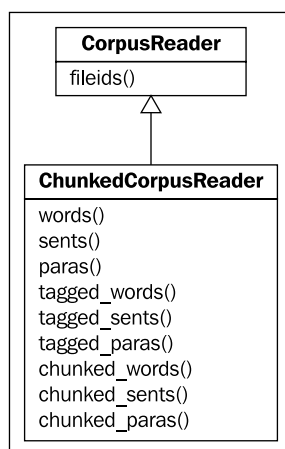 CorpusReader
fileids()
ChunkedCorpusReader
words()
sents()
paras()
tagged_words()
tagged_sents()
tagged_paras()
chunked_words()
chunked_sents()
chunked_paras()